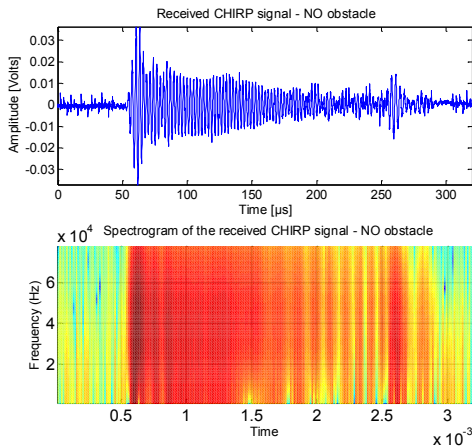 Received CHIRP signal - NO obstacle
0.03
0.02
0.01
0
-0.01
-0.02
-0.03
Amplitude [Volts]
0 50 100 150 200 250 300
Time [µs]
x 10⁴ Spectrogram of the received CHIRP signal - NO obstacle
6
4
2
Frequency (Hz)
0.5 1 1.5 2 2.5 3
Time
x 10⁻³